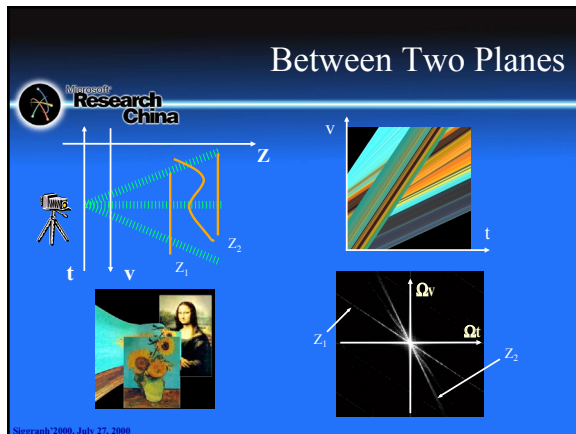 Between Two Planes
Microsoft
Research
China
Z
t
v
Z1
Z2
v
t
Ωv
Ωt
Z1
Z2
Siggraph'2000, July 27, 2000